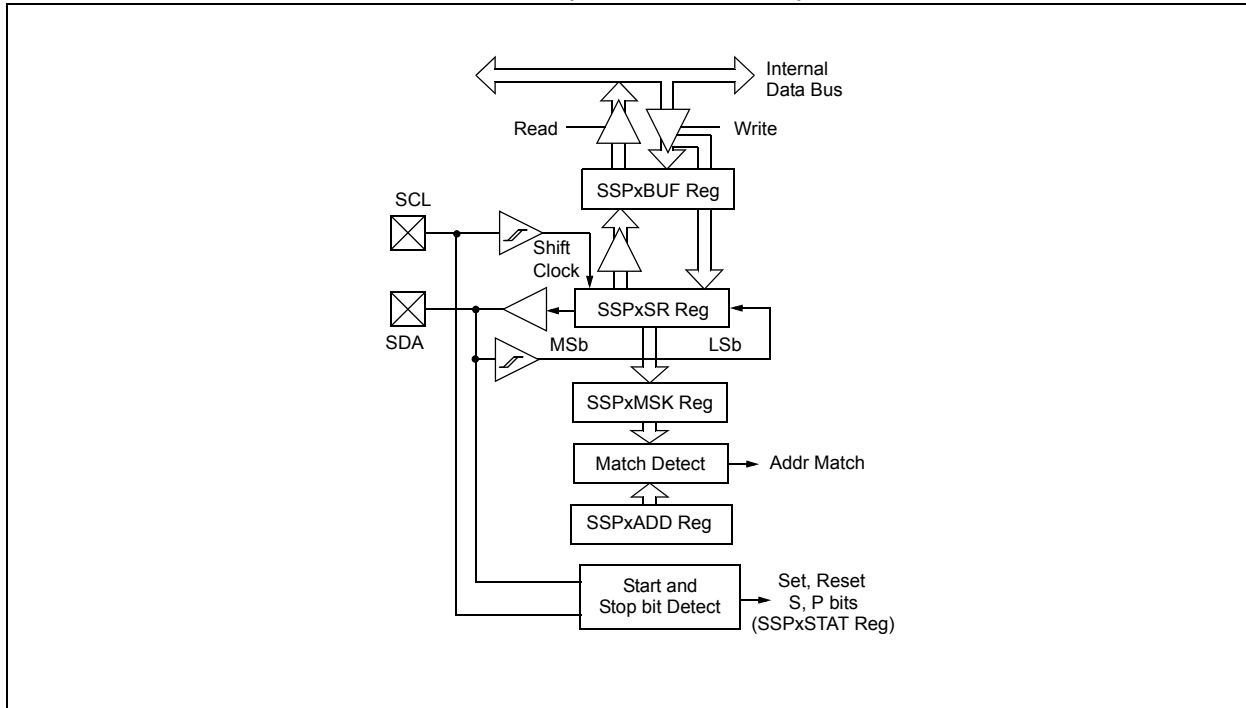 Internal
Data Bus
Read
Write
SSPxBUF Reg
SCL
Shift
Clock
SSPxSR Reg
SDA
MSb
LSb
SSPxMSK Reg
Match Detect
Addr Match
SSPxADD Reg
Start and
Stop bit Detect
Set, Reset
S, P bits
(SSPxSTAT Reg)